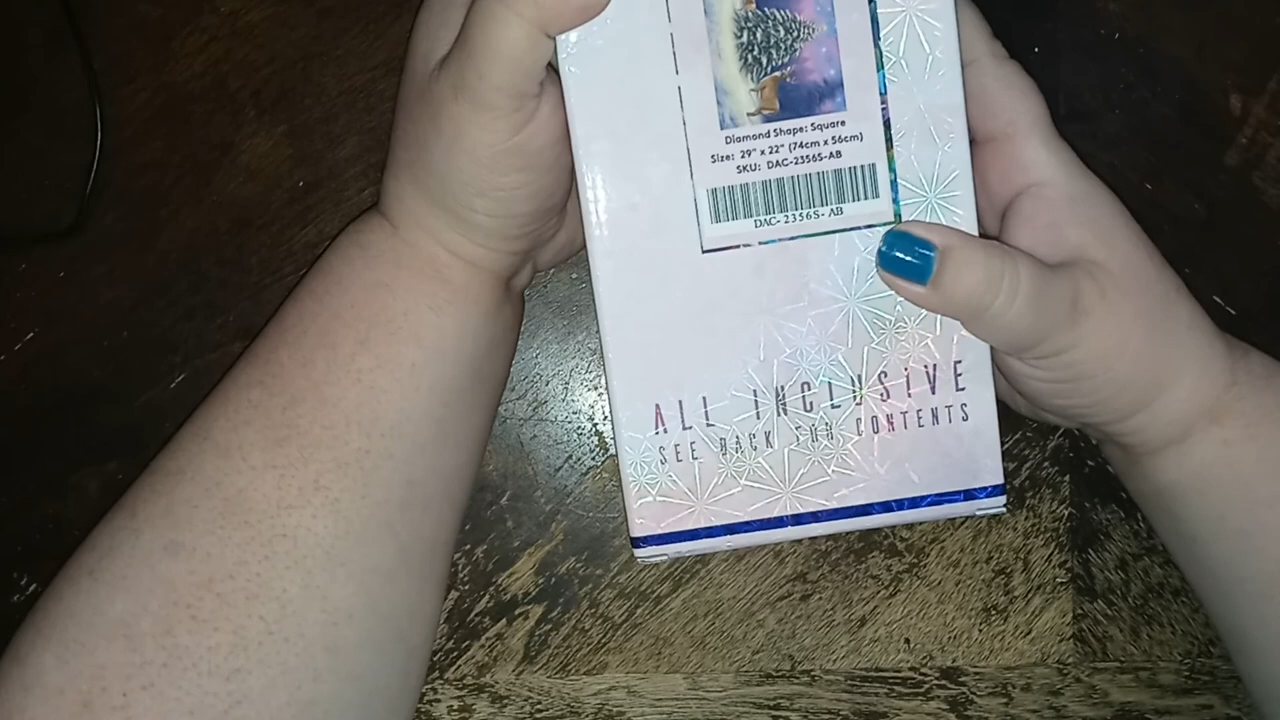 Diamond Shape: Square
Size: 29" x 22" (74cm x 56cm)
SKU: DAC-2356S-AB
DAC-2356S-AB
ALL INCLUSiVE
SEE BACK FOR CONTENTS